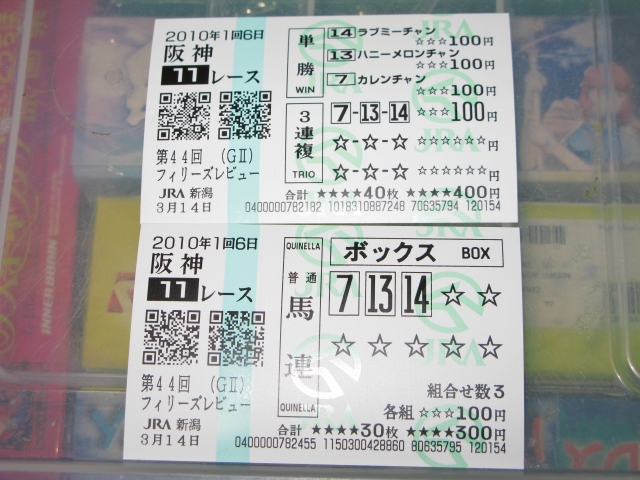 2010年1回6日
阪神
11レース
第44回 (GⅡ)
フィリーズレビュー
JRA 新潟
3月14日
単勝
WIN
14 ラブミーチャン
☆☆☆100円
13 ハニーメロンチャン
☆☆☆100円
7 カレンチャン
☆☆☆100円
3連複
TRIO
7-13-14 ☆☆☆100円
☆-☆-☆ ☆☆☆☆☆☆円
☆-☆-☆ ☆☆☆☆☆☆円
合計 ★★★★40枚 ★★★★400円
0400000782182 1018310887248 70635794 120154
2010年1回6日
阪神
11レース
第44回 (GⅡ)
フィリーズレビュー
JRA 新潟
3月14日
QUINELLA
普通
馬連
QUINELLA
ボックス BOX
7 13 14 ☆ ☆
☆ ☆ ☆ ☆ ☆
組合せ数3
各組 ☆☆☆100円
合計 ★★★★30枚 ★★★★300円
0400000782455 1150300428860 80635795 120154
JRA
JRA
JRA
INNER BRAIN